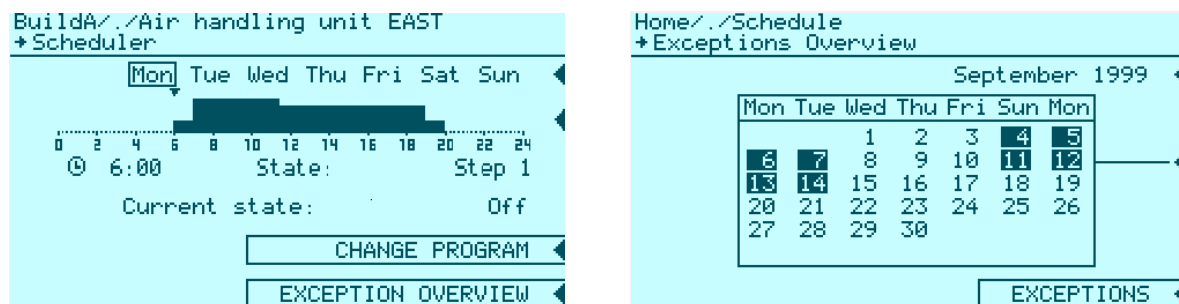 BuildA/./Air handling unit EAST
→Scheduler
Mon Tue Wed Thu Fri Sat Sun
0 2 4 6 8 10 12 14 16 18 20 22 24
6:00 State: Step 1
Current state: Off
CHANGE PROGRAM
EXCEPTION OVERVIEW
Home/./Schedule
→Exceptions Overview
September 1999
Mon Tue Wed Thu Fri Sun Mon
1 2 3 4 5
6 7 8 9 10 11 12
13 14 15 16 17 18 19
20 21 22 23 24 25 26
27 28 29 30
EXCEPTIONS